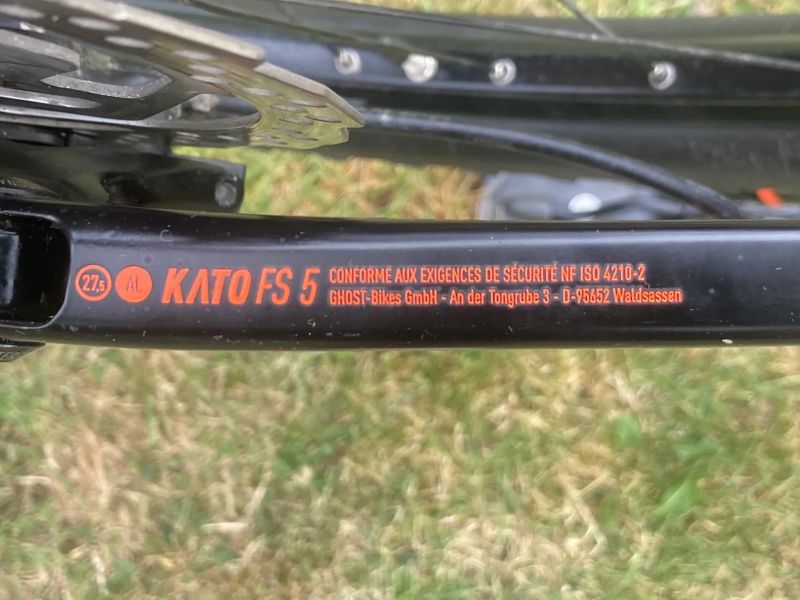 27,5 AL KATO FS 5
CONFORME AUX EXIGENCES DE SÉCURITÉ NF ISO 4210-2
GHOST-Bikes GmbH - An der Tongrube 3 - D-95652 Waldsassen